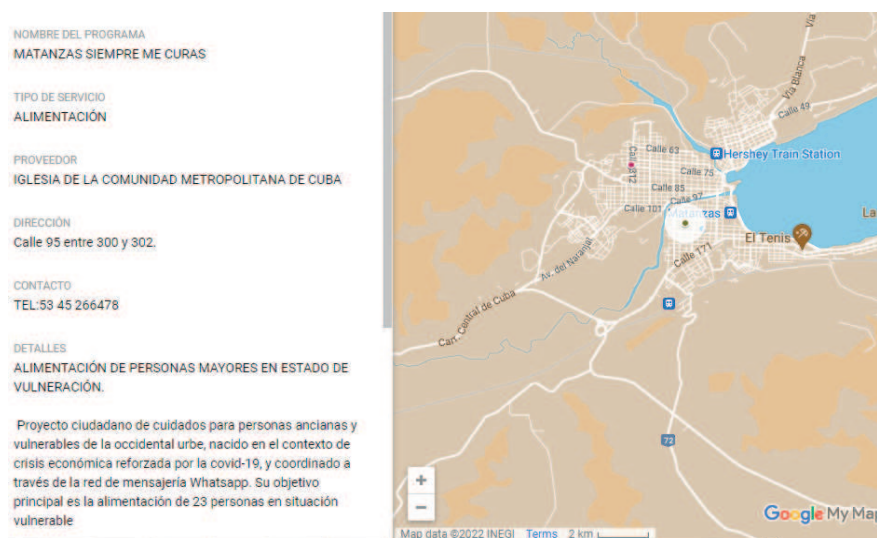 NOMBRE DEL PROGRAMA
MATANZAS SIEMPRE ME CURAS
TIPO DE SERVICIO
ALIMENTACIÓN
PROVEEDOR
IGLESIA DE LA COMUNIDAD METROPOLITANA DE CUBA
DIRECCIÓN
Calle 95 entre 300 y 302.
CONTACTO
TEL:53 45 266478
DETALLES
ALIMENTACIÓN DE PERSONAS MAYORES EN ESTADO DE
VULNERACIÓN.
Proyecto ciudadano de cuidados para personas ancianas y
vulnerables de la occidental urbe, nacido en el contexto de
crisis económica reforzada por la covid-19, y coordinado a
través de la red de mensajería Whatsapp. Su objetivo
principal es la alimentación de 23 personas en situación
vulnerable
Vía
Vía Blanca
Calle 49
Calle 63
Hershey Train Station
Calle 75
Calle 85
Calle 97
Calle 101
Matanzas
La
El Tenis
Calle 171
Av. del Naranjal
Carr. Central de Cuba
72
+
−
Google My Map
Map data ©2022 INEGI Terms 2 km